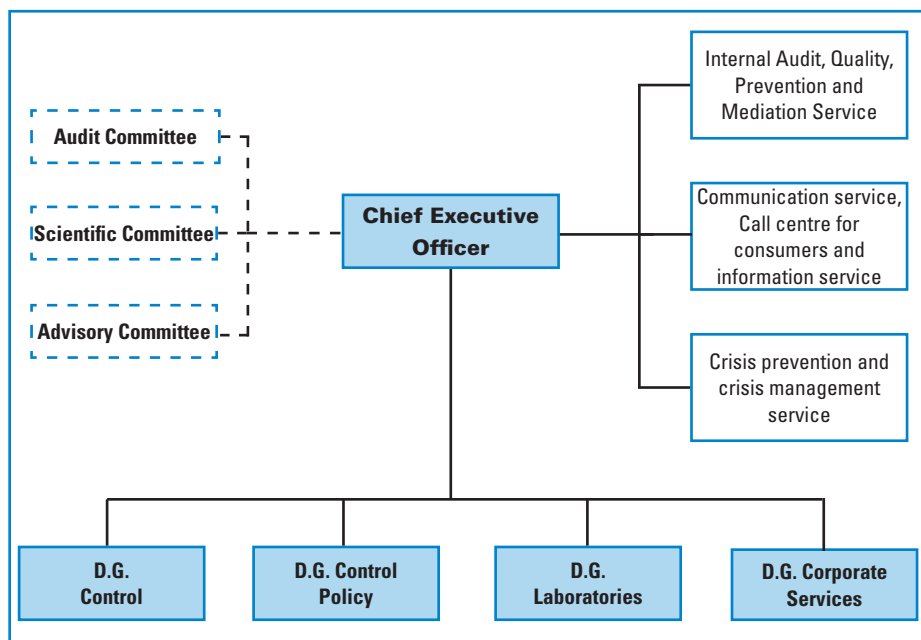 Internal Audit, Quality,
Prevention and
Mediation Service
Audit Committee
Scientific Committee
Advisory Committee
Chief Executive
Officer
Communication service,
Call centre for
consumers and
information service
Crisis prevention and
crisis management
service
D.G.
Control
D.G. Control
Policy
D.G.
Laboratories
D.G. Corporate
Services